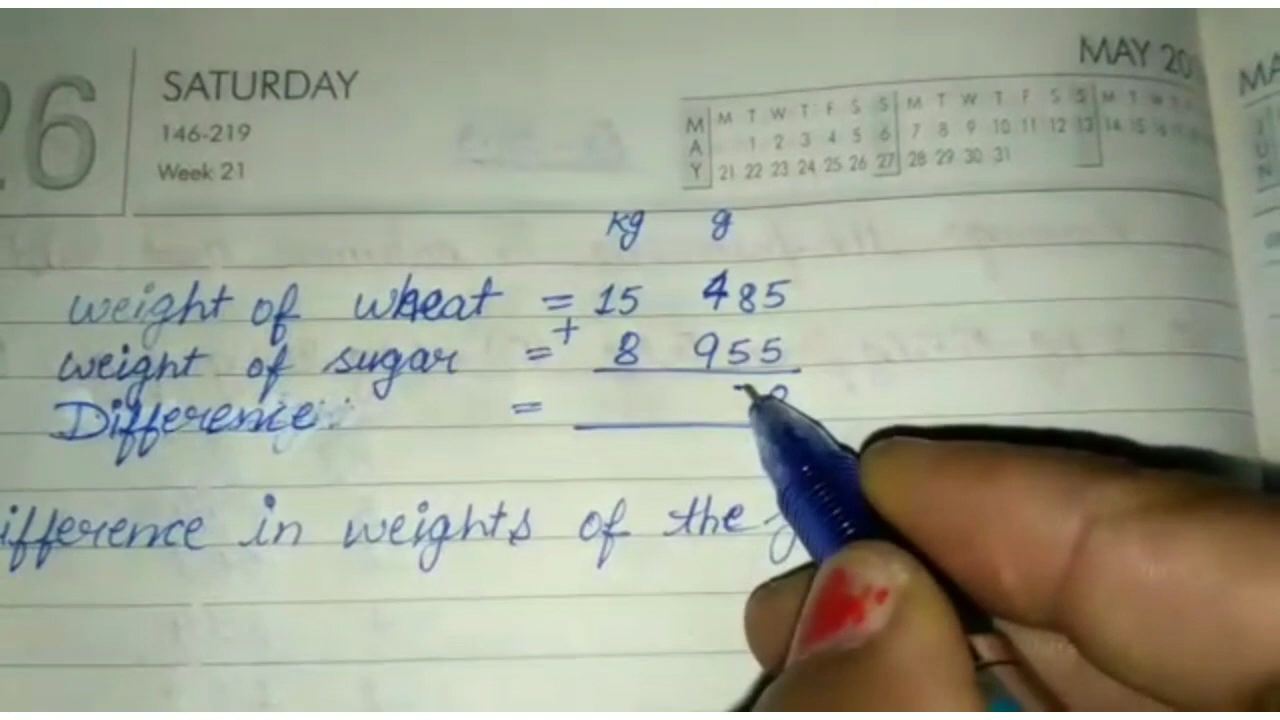 26
SATURDAY
146-219
Week 21
MAY 20
M T W T F S S M T W T F S S M T
M A Y
1 2 3 4 5 6 7 8 9 10 11 12 13 14 15
21 22 23 24 25 26 27 28 29 30 31
MA
JUN
kg g
weight of wheat = 15 485
weight of sugar = + 8 955
Difference =
ifference in weights of the